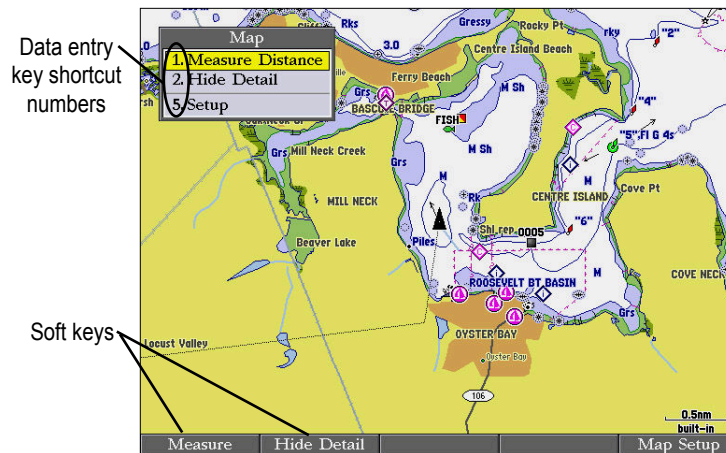 Data entry
key shortcut
numbers
Soft keys
Map
1. Measure Distance
2. Hide Detail
5. Setup
3.0
Rks
3.0
Gressy
Rocky Pt
"2"
Centre Island Beach
rky
Ferry Beach
M Sh
Grs
BASCULE BRIDGE
FISH
"4"
"5",Fl G 4s
Grs
Mill Neck Creek
M Sh
Grs
M
CENTRE ISLAND
Cove Pt
MILL NECK
M
Rk
Shl rep
0005
"6"
Beaver Lake
Piles
M
COVE NECK
ROOSEVELT BT BASIN
Grs
OYSTER BAY
Locust Valley
Oyster Bay
106
0.5nm
built-in
Measure
Hide Detail
Map Setup